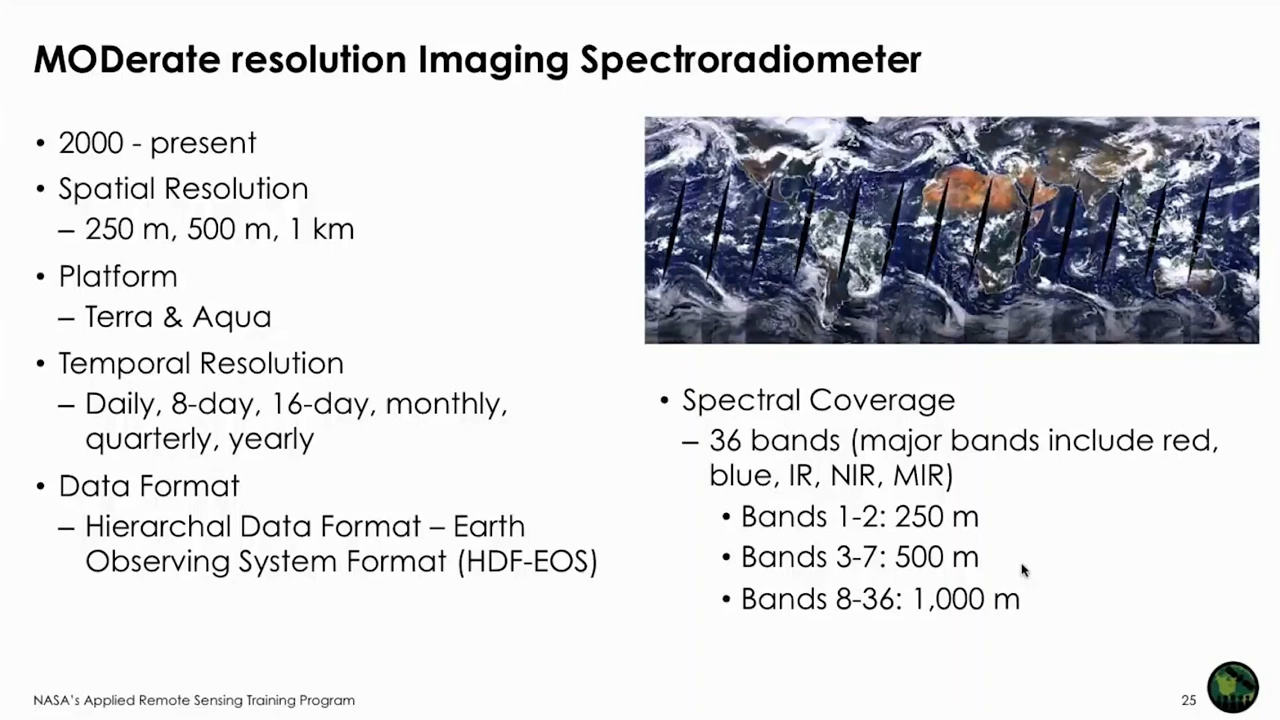 MODerate resolution Imaging Spectroradiometer
• 2000 - present
• Spatial Resolution
– 250 m, 500 m, 1 km
• Platform
– Terra & Aqua
• Temporal Resolution
– Daily, 8-day, 16-day, monthly,
quarterly, yearly
• Data Format
– Hierarchal Data Format – Earth
Observing System Format (HDF-EOS)
• Spectral Coverage
– 36 bands (major bands include red,
blue, IR, NIR, MIR)
• Bands 1-2: 250 m
• Bands 3-7: 500 m
• Bands 8-36: 1,000 m
NASA's Applied Remote Sensing Training Program
25